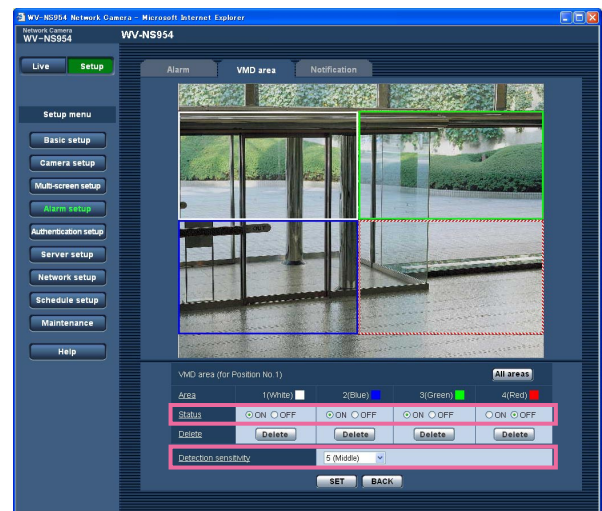 WV-NS954 Network Camera - Microsoft Internet Explorer
Network Camera
WV-NS954
WV-NS954
Live
Setup
Alarm
VMD area
Notification
Setup menu
Basic setup
Camera setup
Multi-screen setup
Alarm setup
Authentication setup
Server setup
Network setup
Schedule setup
Maintenance
Help
VMD area (for Position No.1)
All areas
Area 1(White) 2(Blue) 3(Green) 4(Red)
Status ON OFF ON OFF ON OFF ON OFF
Delete Delete Delete Delete Delete
Detection sensitivity 5 (Middle)
SET BACK